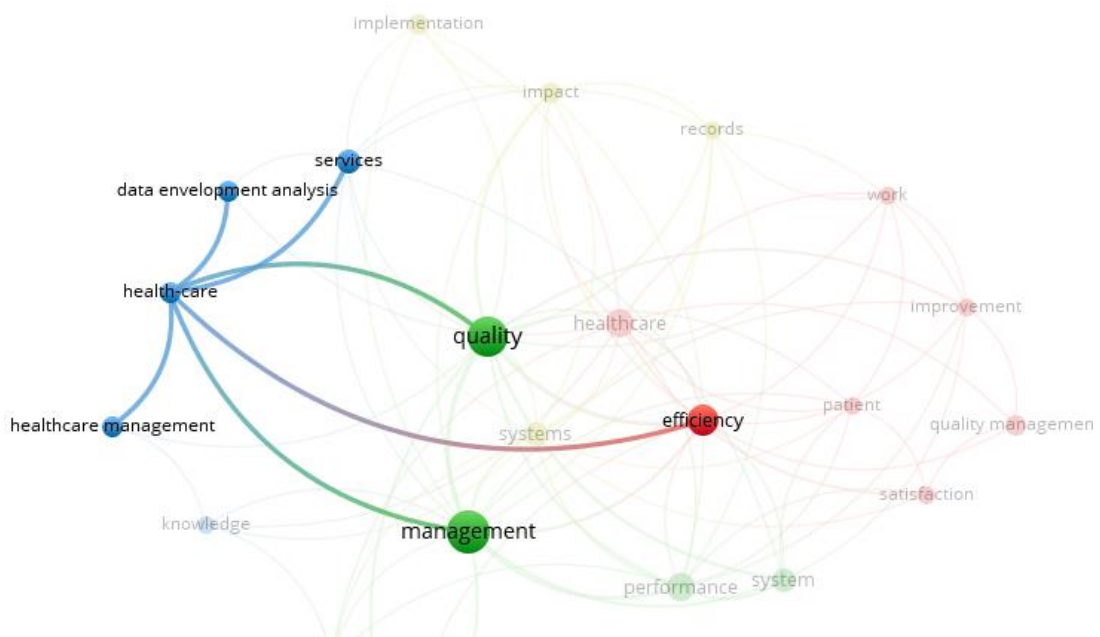 implementation
impact
records
services
data envelopment analysis
work
health-care
improvement
healthcare
quality
patient
efficiency
healthcare management
quality managemen
systems
satisfaction
knowledge
management
performance
system